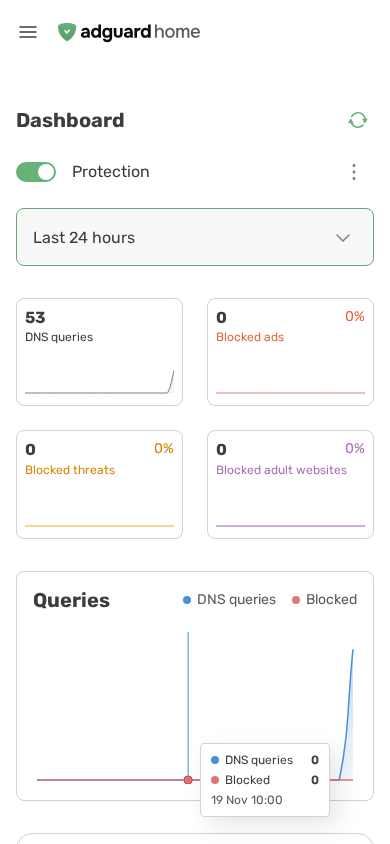 adguard home
Dashboard
Protection
Last 24 hours
53
DNS queries
0
0%
Blocked ads
0
0%
Blocked threats
0
0%
Blocked adult websites
Queries
DNS queries
Blocked
DNS queries 0
Blocked 0
19 Nov 10:00